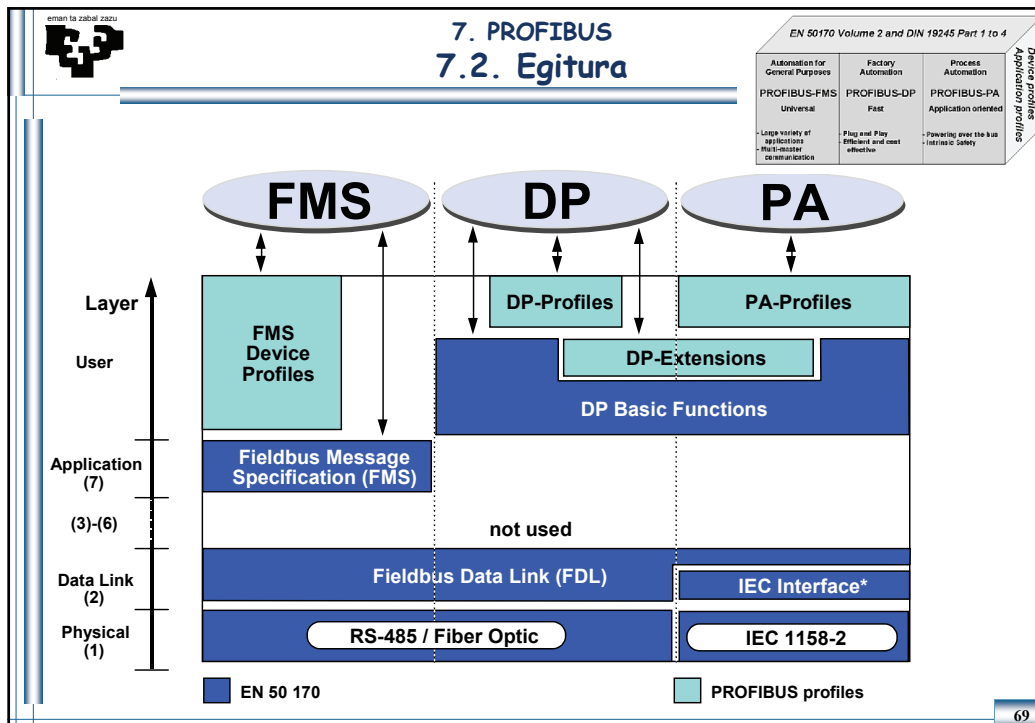 eman ta zabal zazu
7. PROFIBUS
7.2. Egitura
EN 50170 Volume 2 and DIN 19245 Part 1 to 4
Automation for
General Purposes
PROFIBUS-FMS
Universal
- Large variety of
applications
- Multi-master
communication
Factory
Automation
PROFIBUS-DP
Fast
- Plug and Play
- Efficient and cost
effective
Process
Automation
PROFIBUS-PA
Application oriented
- Powering over the bus
- Intrinsic Safety
Device profiles
Application profiles
FMS
DP
PA
Layer
User
Application
(7)
(3)-(6)
Data Link
(2)
Physical
(1)
FMS
Device
Profiles
DP-Profiles
PA-Profiles
DP-Extensions
DP Basic Functions
Fieldbus Message
Specification (FMS)
not used
Fieldbus Data Link (FDL)
IEC Interface*
RS-485 / Fiber Optic
IEC 1158-2
EN 50 170
PROFIBUS profiles
69